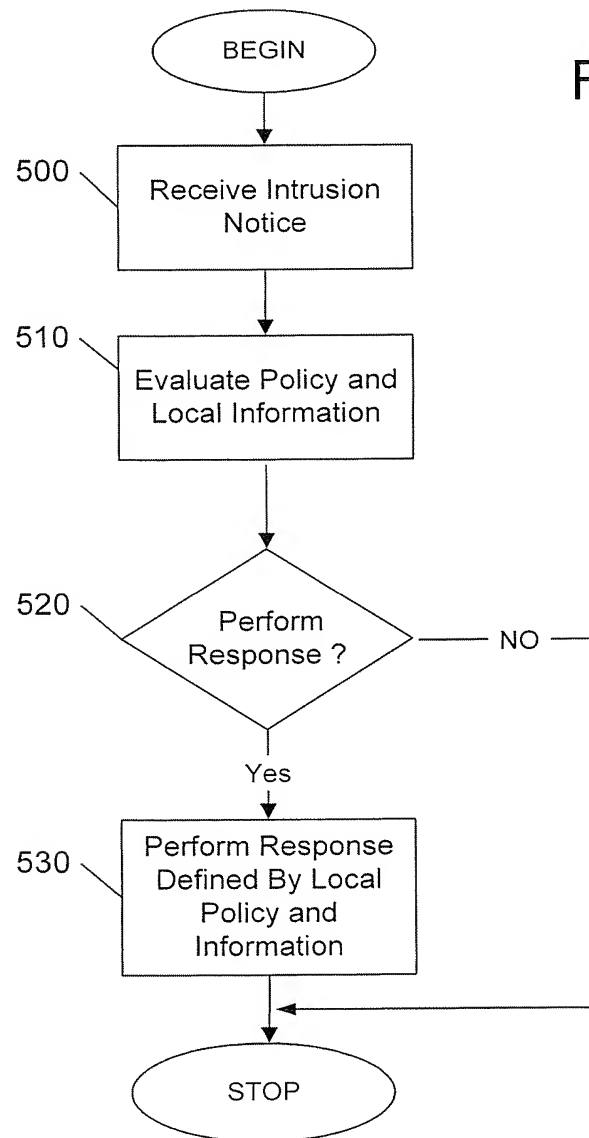 BEGIN
F
500
Receive Intrusion
Notice
510
Evaluate Policy and
Local Information
520
Perform
Response ?
NO
Yes
530
Perform Response
Defined By Local
Policy and
Information
STOP